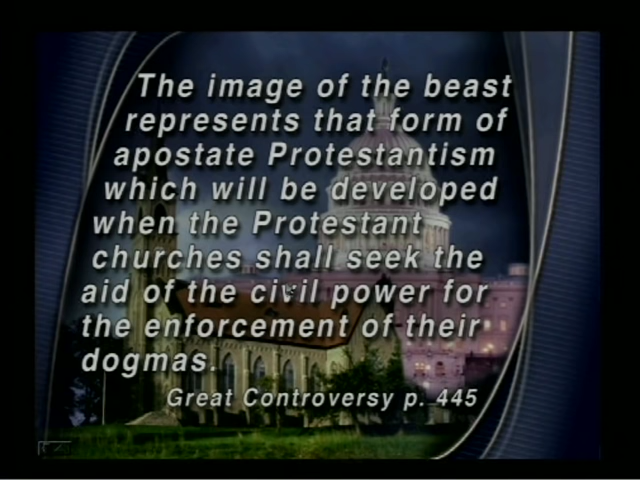 The image of the beast
represents that form of
apostate Protestantism
which will be developed
when the Protestant
churches shall seek the
aid of the civil power for
the enforcement of their
dogmas.
Great Controversy p. 445